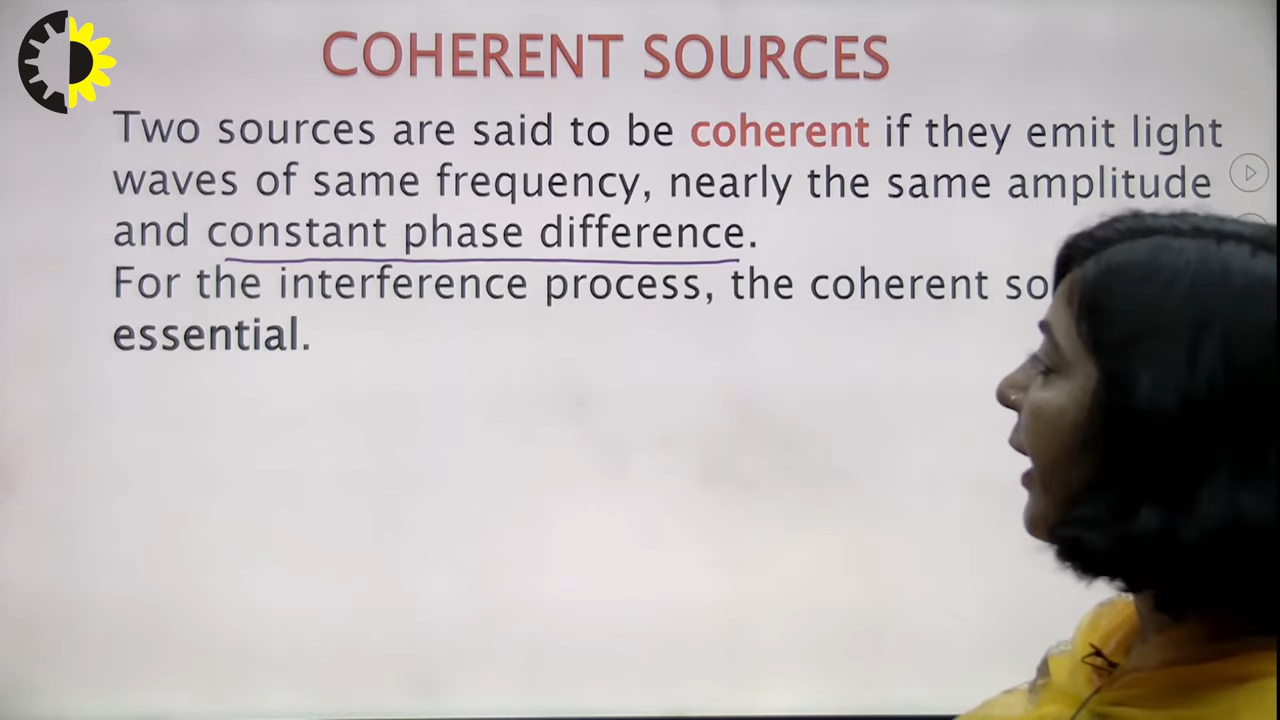 COHERENT SOURCES
Two sources are said to be coherent if they emit light
waves of same frequency, nearly the same amplitude
and constant phase difference.
For the interference process, the coherent
essential.